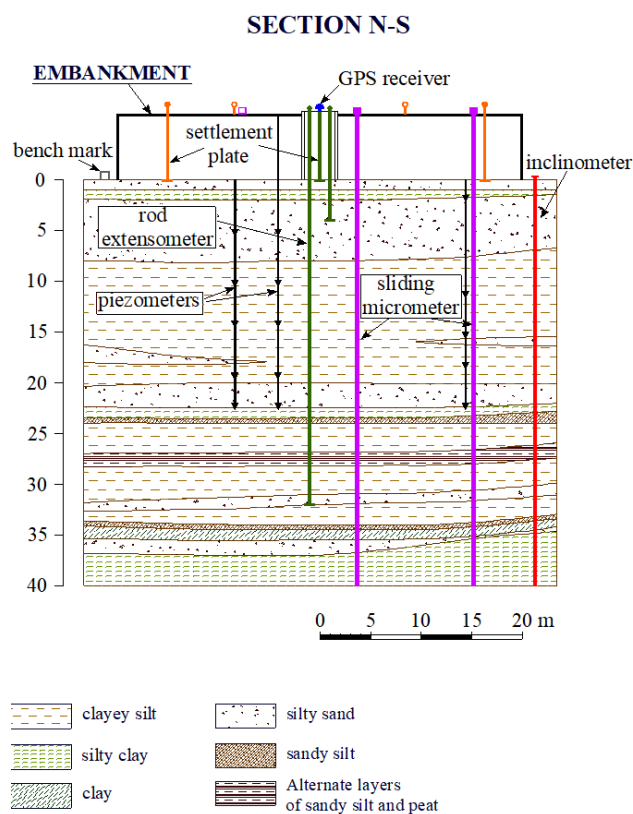 SECTION N-S
GPS receiver
EMBANKMENT
settlement
plate
bench mark
inclinometer
0
5
10
15
20
25
30
35
40
rod
extensometer
piezometers
sliding
micrometer
0 5 10 15 20 m
clayey silt
silty sand
silty clay
sandy silt
clay
Alternate layers
of sandy silt and peat